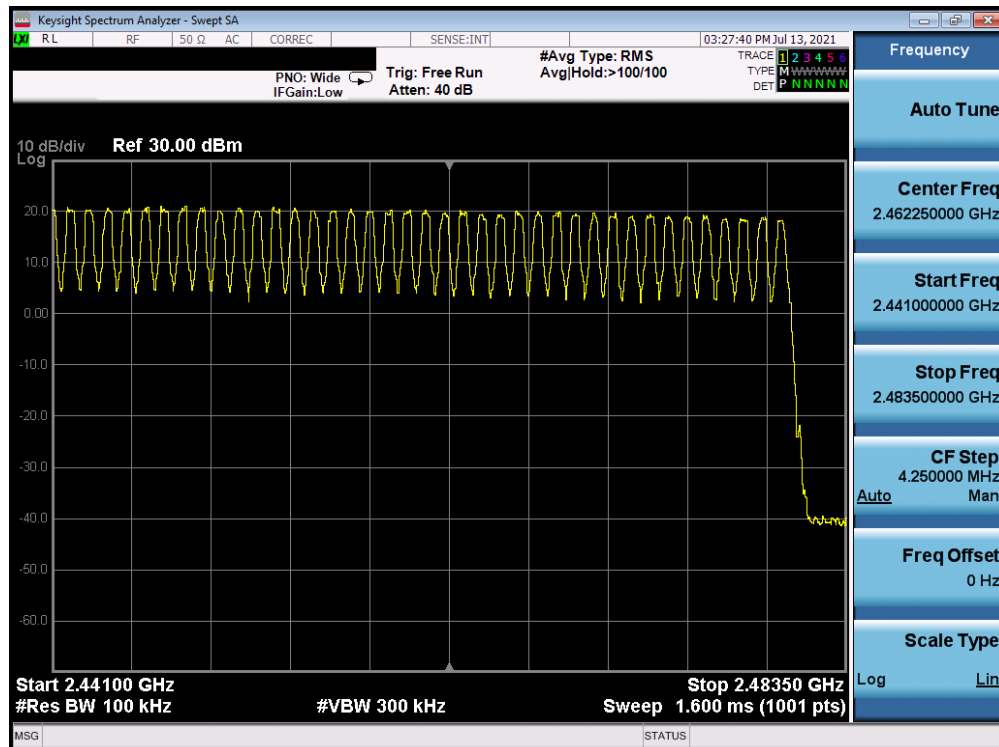 Keysight Spectrum Analyzer - Swept SA
LXI RL RF 50 Ω AC CORREC SENSE:INT 03:27:40 PM Jul 13, 2021
PNO: Wide
IFGain:Low
Trig: Free Run
Atten: 40 dB
#Avg Type: RMS
Avg|Hold:>100/100
TRACE 1 2 3 4 5 6
TYPE M WWWWWW
DET P N N N N N
10 dB/div Ref 30.00 dBm
Log
20.0
10.0
0.00
-10.0
-20.0
-30.0
-40.0
-50.0
-60.0
Start 2.44100 GHz Stop 2.48350 GHz
#Res BW 100 kHz #VBW 300 kHz Sweep 1.600 ms (1001 pts)
MSG STATUS
Frequency
Auto Tune
Center Freq
2.462250000 GHz
Start Freq
2.441000000 GHz
Stop Freq
2.483500000 GHz
CF Step
4.250000 MHz
Auto Man
Freq Offset
0 Hz
Scale Type
Log Lin